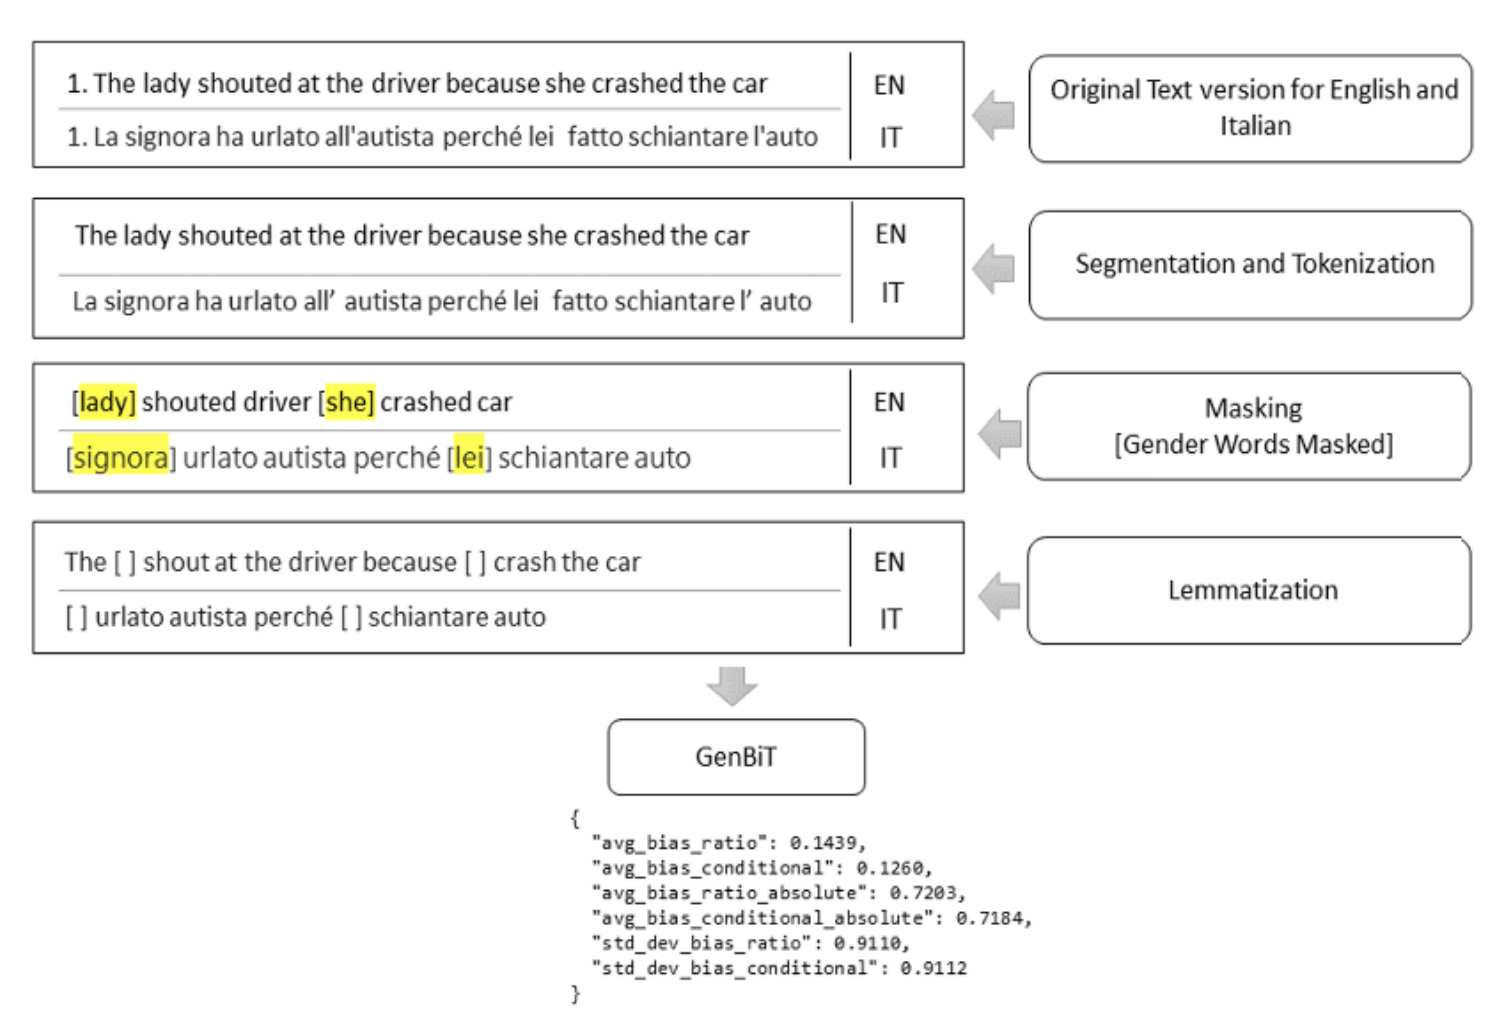 1. The lady shouted at the driver because she crashed the car
EN
1. La signora ha urlato all'autista perché lei  fatto schiantare l'auto
IT
Original Text version for English and
Italian
The lady shouted at the driver because she crashed the car
EN
La signora ha urlato all’ autista perché lei  fatto schiantare l’ auto
IT
Segmentation and Tokenization
[lady] shouted driver [she] crashed car
EN
[signora] urlato autista perché [lei] schiantare auto
IT
Masking
[Gender Words Masked]
The [ ] shout at the driver because [ ] crash the car
EN
[ ] urlato autista perché [ ] schiantare auto
IT
Lemmatization
GenBiT
{
"avg_bias_ratio": 0.1439,
"avg_bias_conditional": 0.1260,
"avg_bias_ratio_absolute": 0.7203,
"avg_bias_conditional_absolute": 0.7184,
"std_dev_bias_ratio": 0.9110,
"std_dev_bias_conditional": 0.9112
}